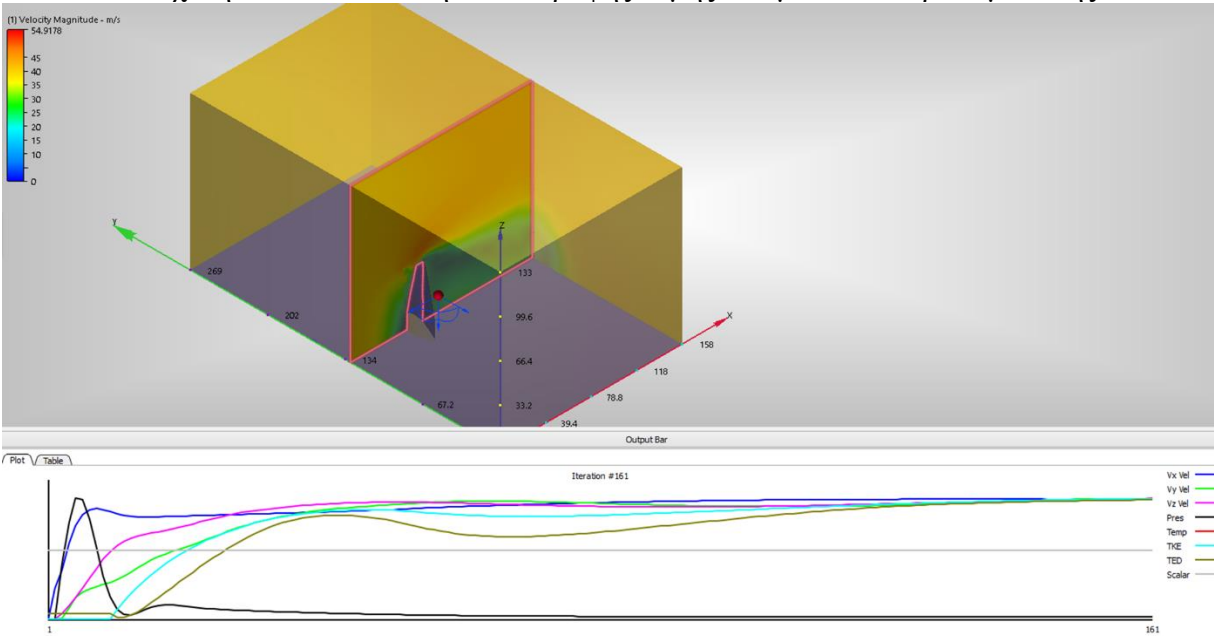 (1) Velocity Magnitude - m/s
54.9178
45
40
35
30
25
20
15
10
0
Y
Z
X
269
202
134
67.2
133
99.6
66.4
33.2
158
118
78.8
39.4
Output Bar
Plot
Table
Iteration #161
Vx Vel
Vy Vel
Vz Vel
Pres
Temp
TKE
TED
Scalar
1
161